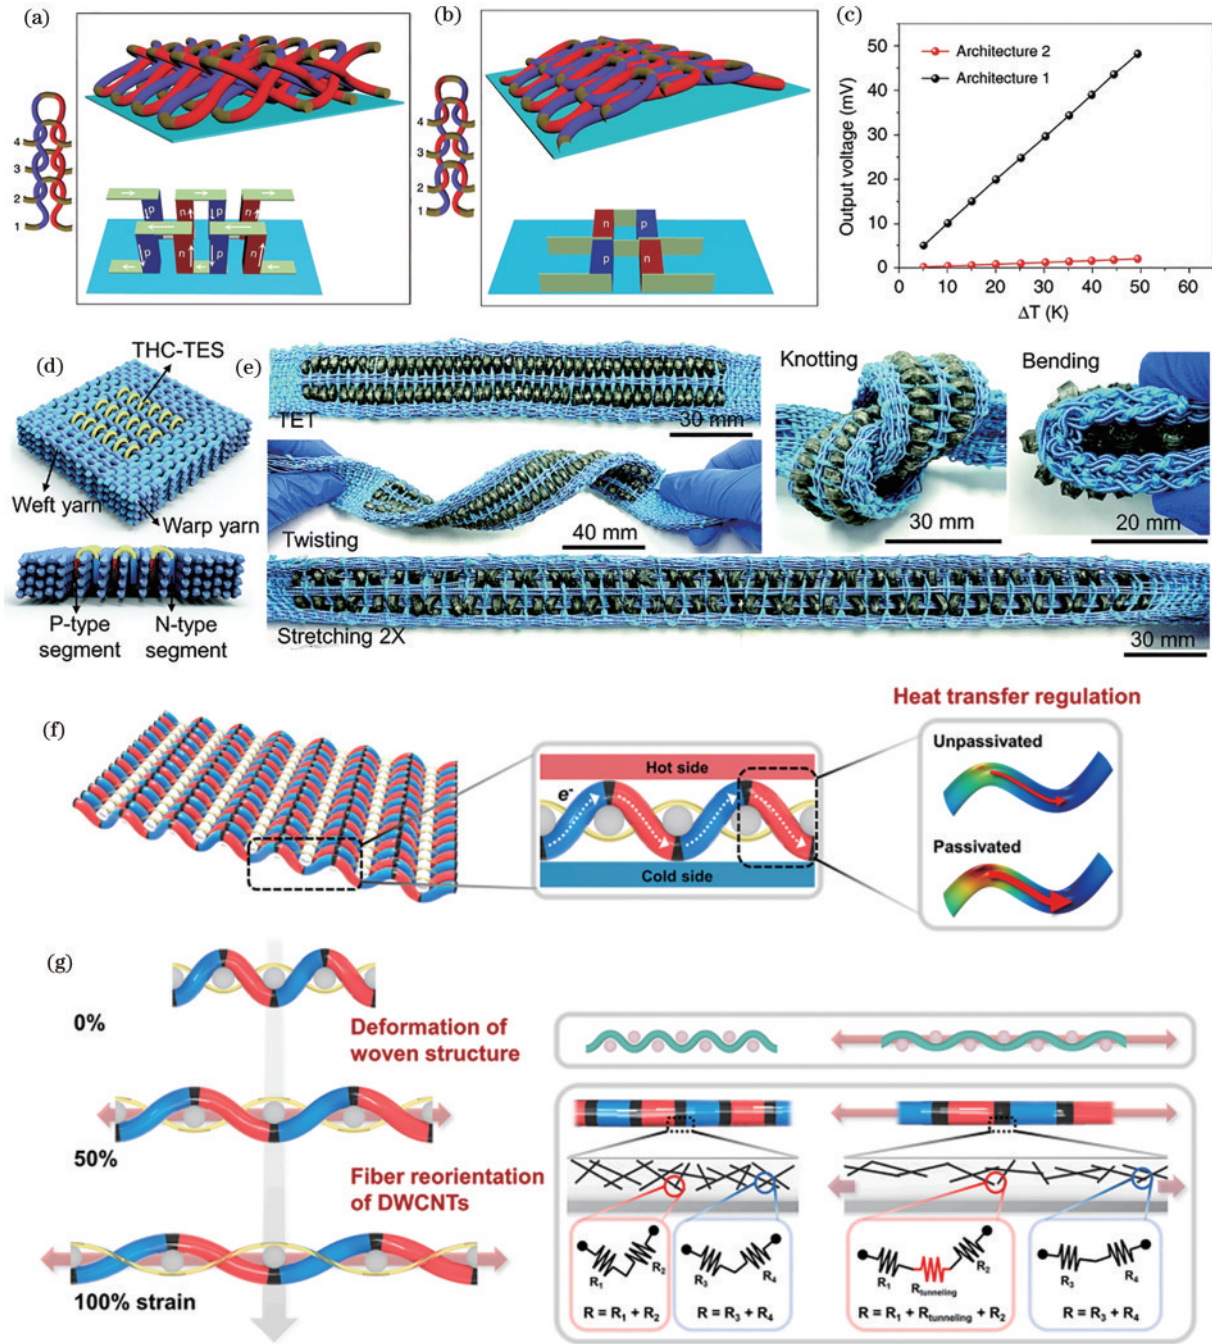 (a)
4
3
2
1
p
n
p
n
p
n
p
n
(b)
4
3
2
1
n
p
p
n
(c)
Output voltage (mV)
50
40
30
20
10
0
Architecture 2
Architecture 1
0
10
20
30
40
50
60
ΔT (K)
(d)
THC-TES
Weft yarn
Warp yarn
P-type
segment
N-type
segment
(e)
TET
30 mm
Twisting
40 mm
Knotting
30 mm
Bending
20 mm
Stretching 2X
30 mm
(f)
Hot side
e-
Cold side
Heat transfer regulation
Unpassivated
Passivated
(g)
0%
50%
100% strain
Deformation of
woven structure
Fiber reorientation
of DWCNTs
R1
R2
R = R1 + R2
R3
R4
R = R3 + R4
R1
Rtunneling
R2
R = R1 + Rtunneling + R2
R3
R4
R = R3 + R4